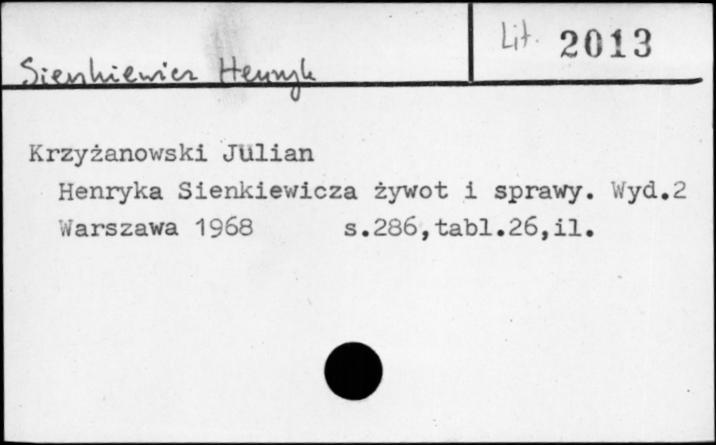 Lit. 2013
Sienkiewicz Henryk
Krzyżanowski Julian
Henryka Sienkiewicza żywot i sprawy. Wyd.2
Warszawa 1968 s.286,tabl.26,il.